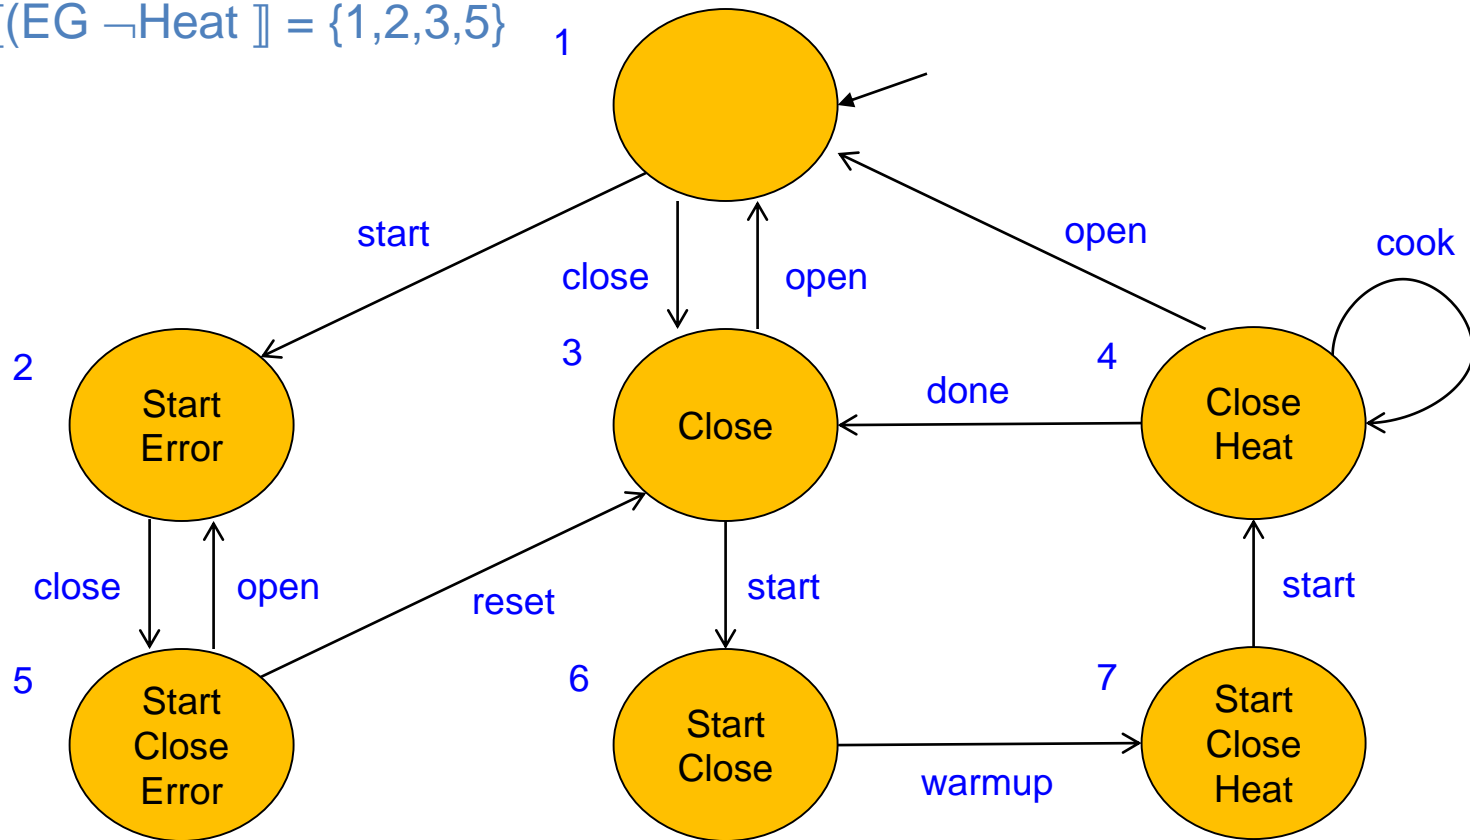 ⟦(EG ¬Heat ⟧ = {1,2,3,5}
1
start
close
open
open
cook
2
Start
Error
3
Close
done
4
Close
Heat
close
open
reset
start
start
5
Start
Close
Error
6
Start
Close
warmup
7
Start
Close
Heat